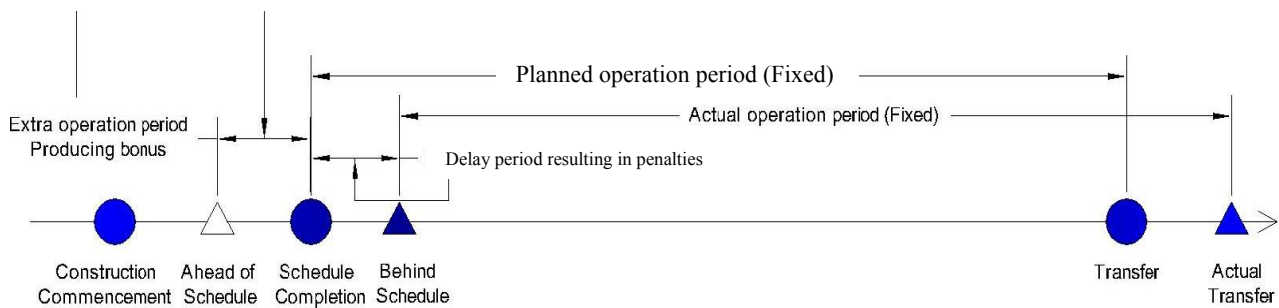 Planned operation period (Fixed)
Actual operation period (Fixed)
Extra operation period
Producing bonus
Delay period resulting in penalties
Construction
Commencement
Ahead of
Schedule
Schedule
Completion
Behind
Schedule
Transfer
Actual
Transfer